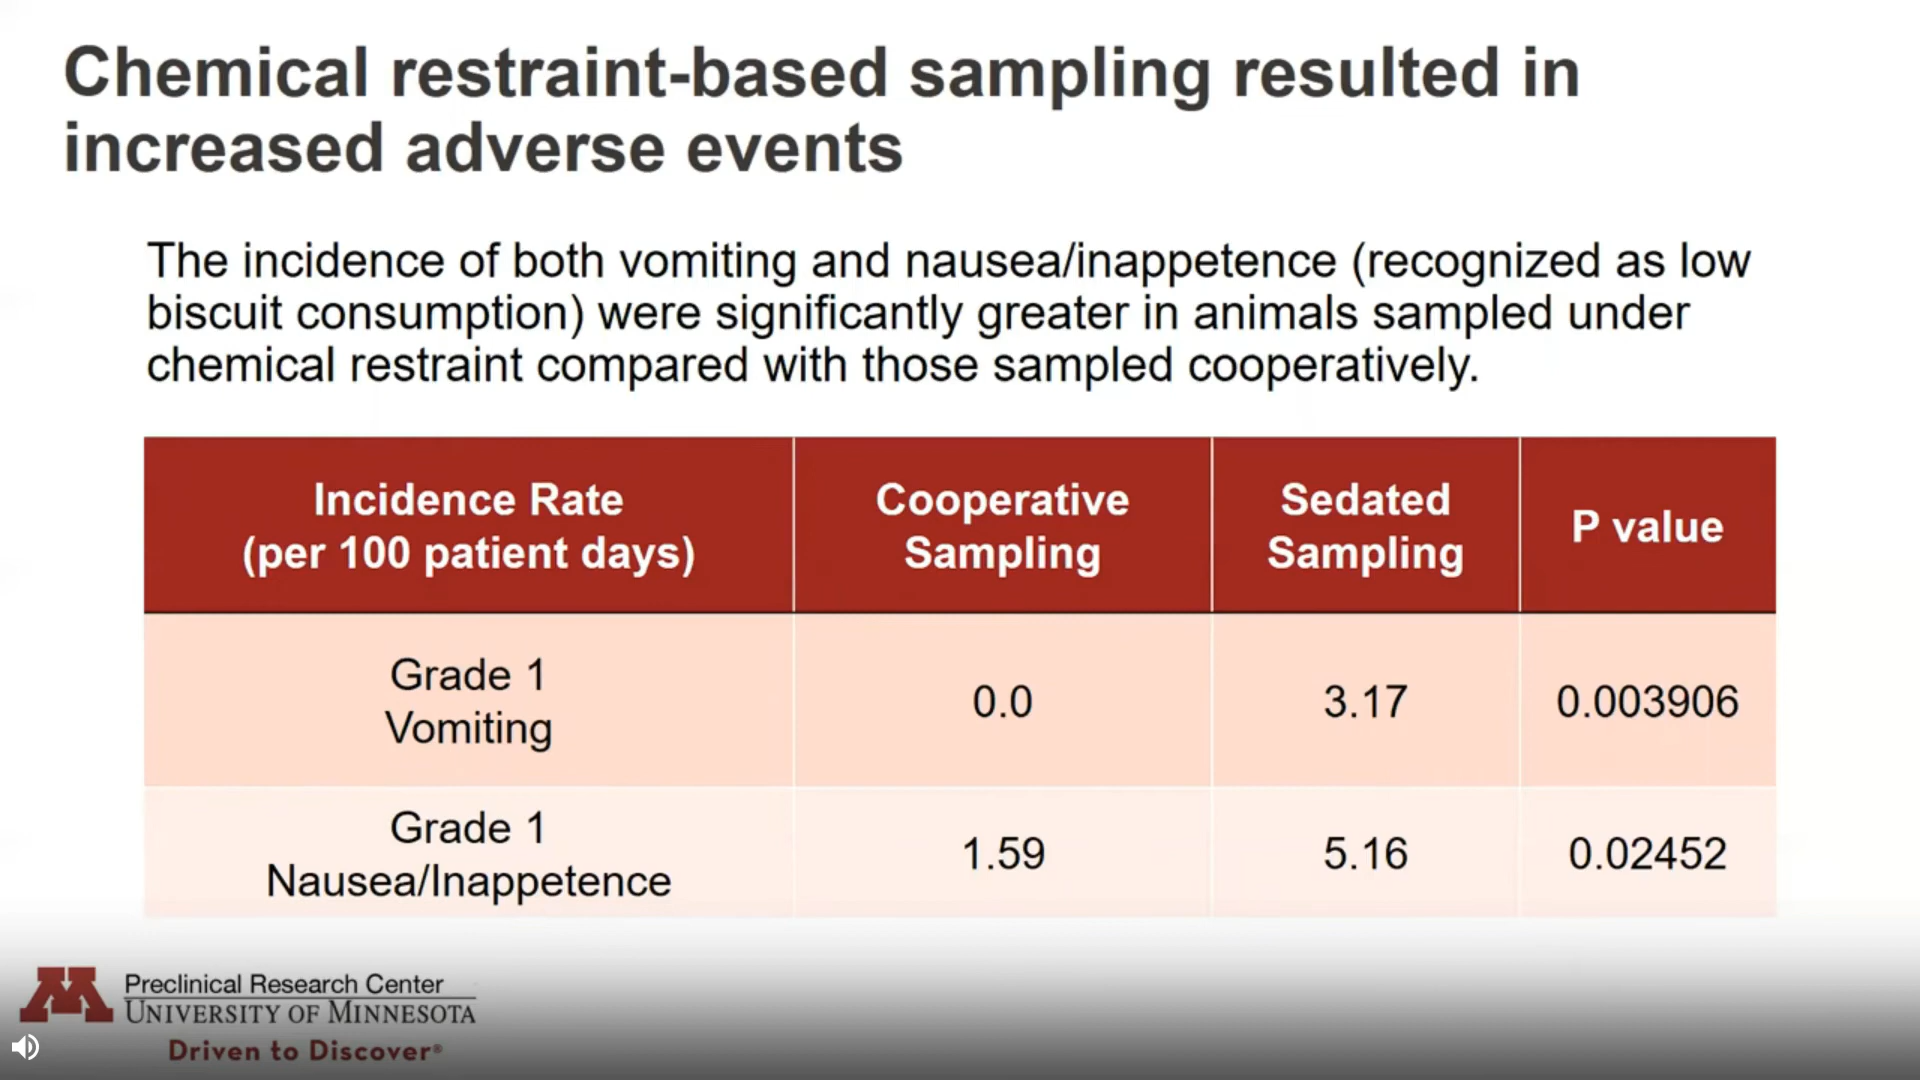 Chemical restraint-based sampling resulted in
increased adverse events
The incidence of both vomiting and nausea/inappetence (recognized as low
biscuit consumption) were significantly greater in animals sampled under
chemical restraint compared with those sampled cooperatively.
Incidence Rate
(per 100 patient days)
Cooperative
Sampling
Sedated
Sampling
P value
Grade 1
Vomiting
0.0
3.17
0.003906
Grade 1
Nausea/Inappetence
1.59
5.16
0.02452
M
Preclinical Research Center
UNIVERSITY OF MINNESOTA
Driven to Discover®